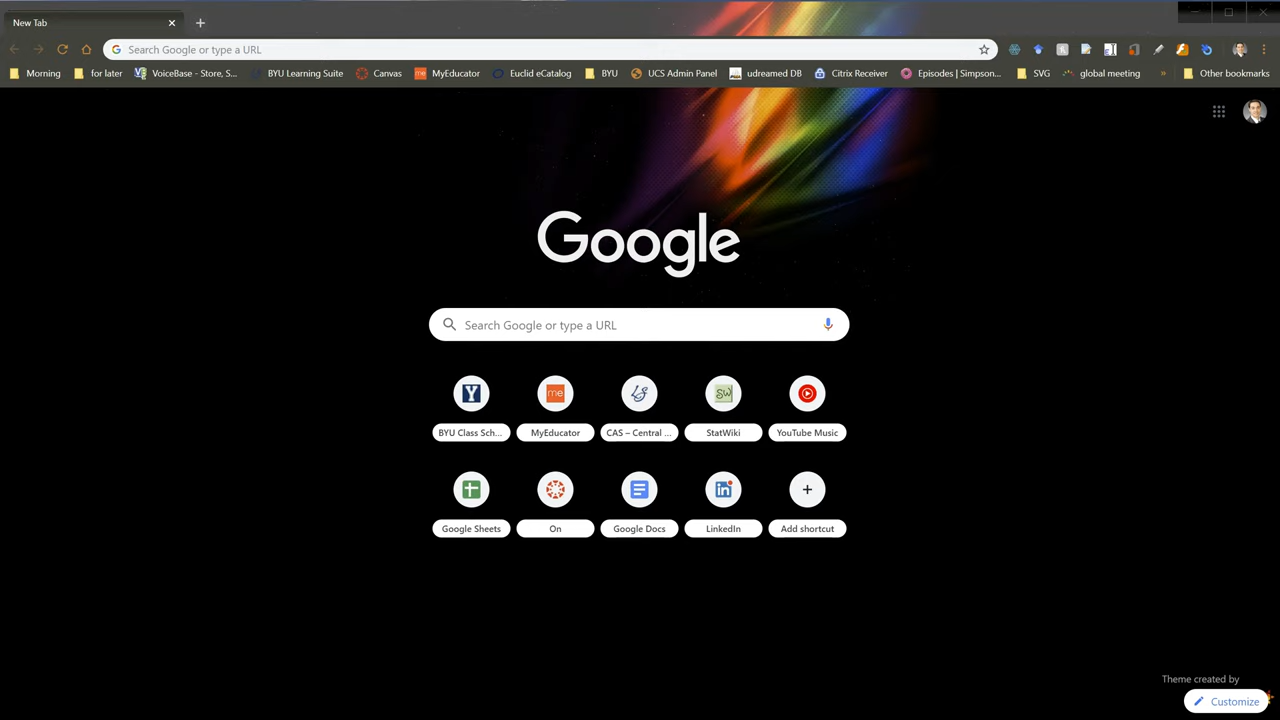 New Tab
Search Google or type a URL
Morning for later VoiceBase - Store, S... BYU Learning Suite Canvas MyEducator Euclid eCatalog BYU UCS Admin Panel udreamed DB Citrix Receiver Episodes | Simpson... SVG global meeting » Other bookmarks
Google
Search Google or type a URL
BYU Class Sch... MyEducator CAS – Central ... StatWiki YouTube Music
Google Sheets On Google Docs LinkedIn Add shortcut
Theme created by
Customize